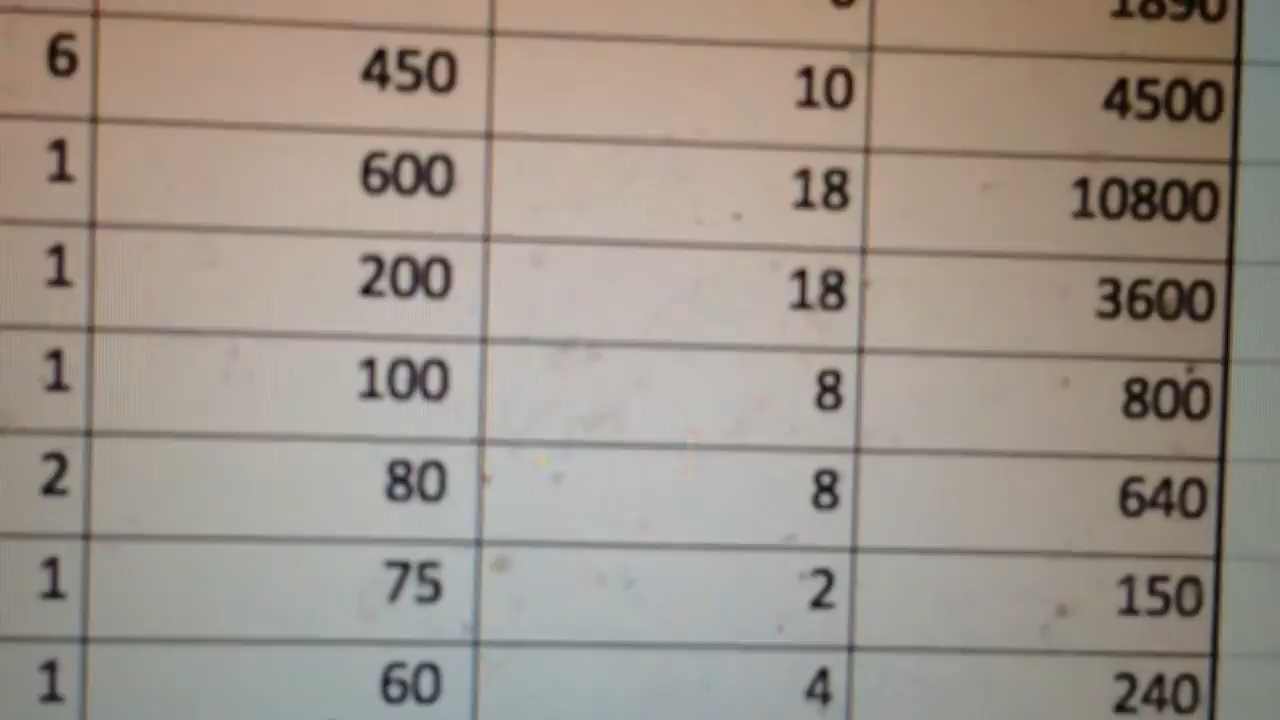 1890
6 450 10 4500
1 600 18 10800
1 200 18 3600
1 100 8 800
2 80 8 640
1 75 2 150
1 60 4 240